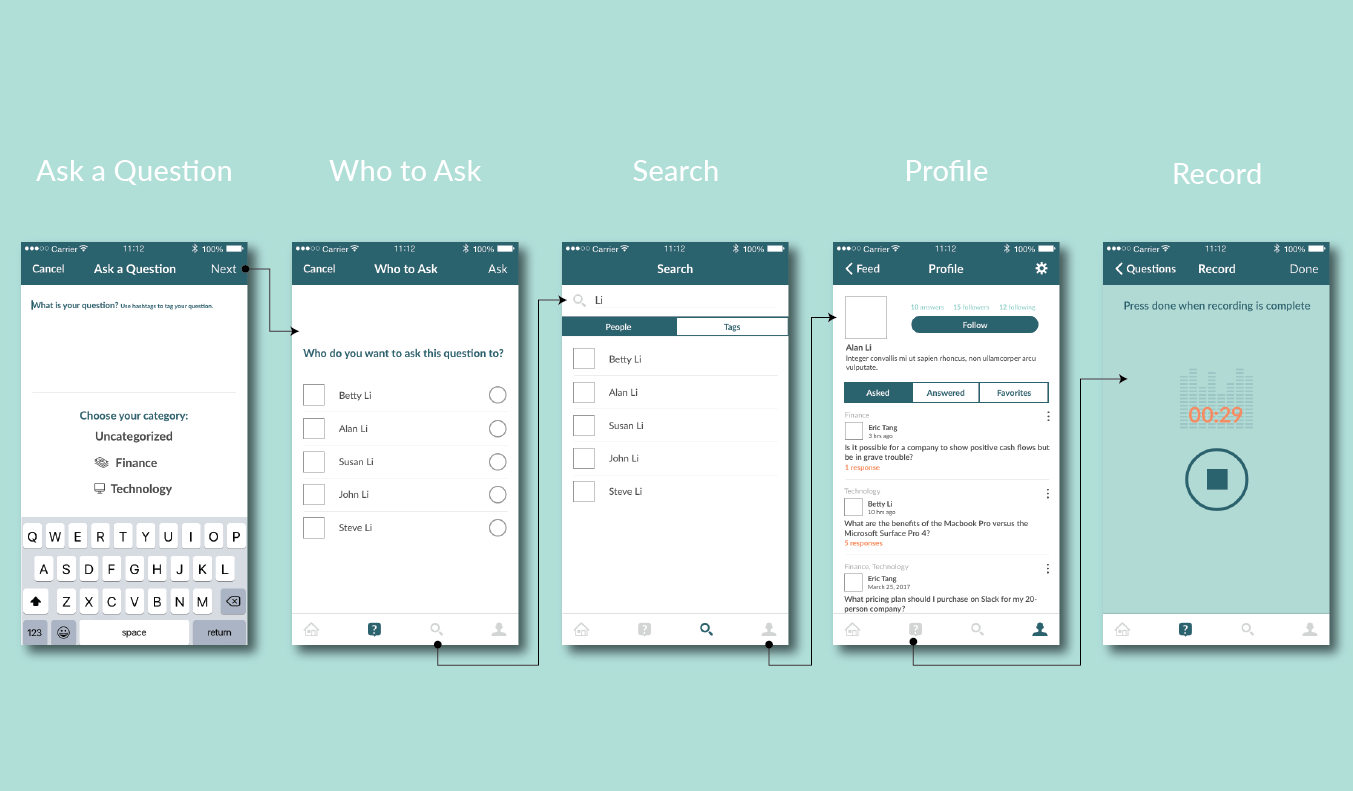 Ask a Question
Who to Ask
Search
Profile
Record
Carrier 11:12 100%
Cancel Ask a Question Next
What is your question? Use hashtags to tag your question.
Choose your category:
Uncategorized
Finance
Technology
Q W E R T Y U I O P
A S D F G H J K L
Z X C V B N M
123 space return
Carrier 11:12 100%
Cancel Who to Ask Ask
Who do you want to ask this question to?
Betty Li
Alan Li
Susan Li
John Li
Steve Li
Carrier 11:12 100%
Search
Li
People Tags
Betty Li
Alan Li
Susan Li
John Li
Steve Li
Carrier 11:12 100%
Feed Profile
10 answers 15 followers 12 following
Follow
Alan Li
Integer convallis mi ut sapien rhoncus, non ullamcorper arcu
vulputate.
Asked Answered Favorites
Finance
Eric Tang
3 hrs ago
Is it possible for a company to show positive cash flows but
be in grave trouble?
1 response
Technology
Betty Li
10 hrs ago
What are the benefits of the Macbook Pro versus the
Microsoft Surface Pro 4?
5 responses
Finance, Technology
Eric Tang
March 25, 2017
What pricing plan should I purchase on Slack for my 20-
person company?
Carrier 11:12 100%
Questions Record Done
Press done when recording is complete
00:29